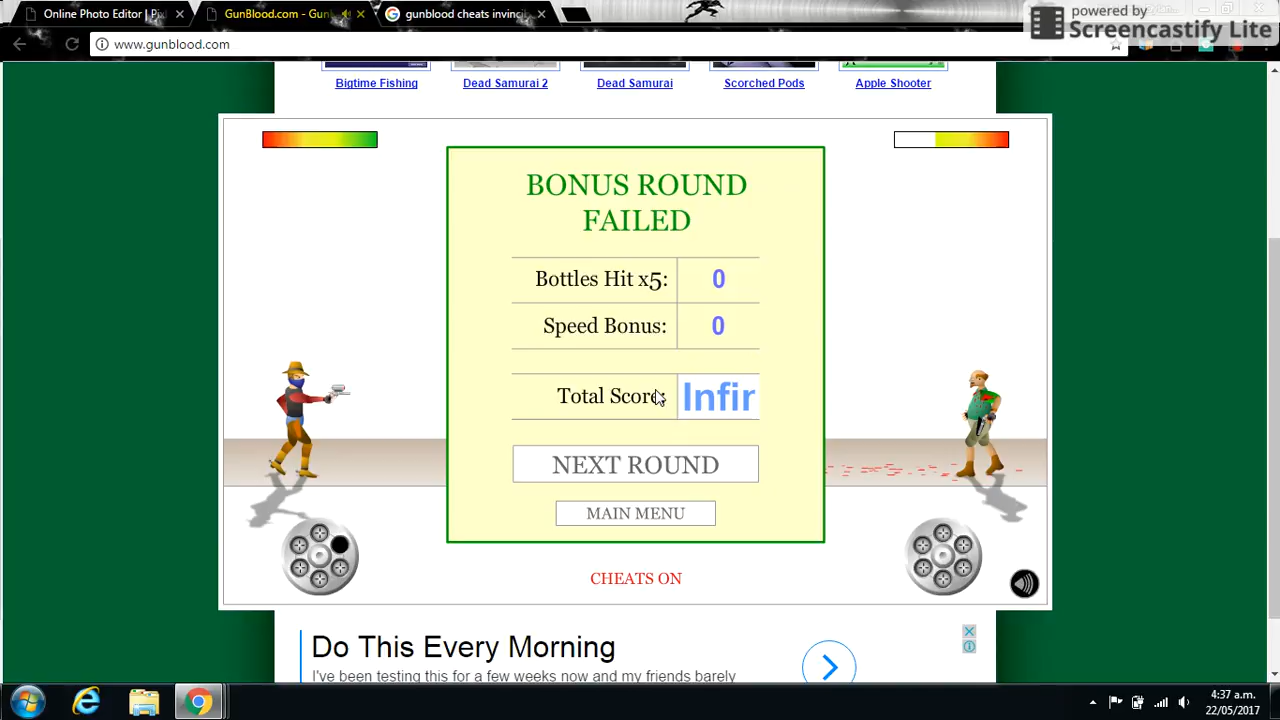 powered by
Screencastify Lite
Online Photo Editor | Pix
GunBlood.com - Gun
gunblood cheats invincib
www.gunblood.com
Bigtime Fishing
Dead Samurai 2
Dead Samurai
Scorched Pods
Apple Shooter
BONUS ROUND
FAILED
Bottles Hit x5: 0
Speed Bonus: 0
Total Score: Infin
NEXT ROUND
MAIN MENU
CHEATS ON
Do This Every Morning
I've been testing this for a few weeks now and my friends barely
4:37 a.m.
22/05/2017